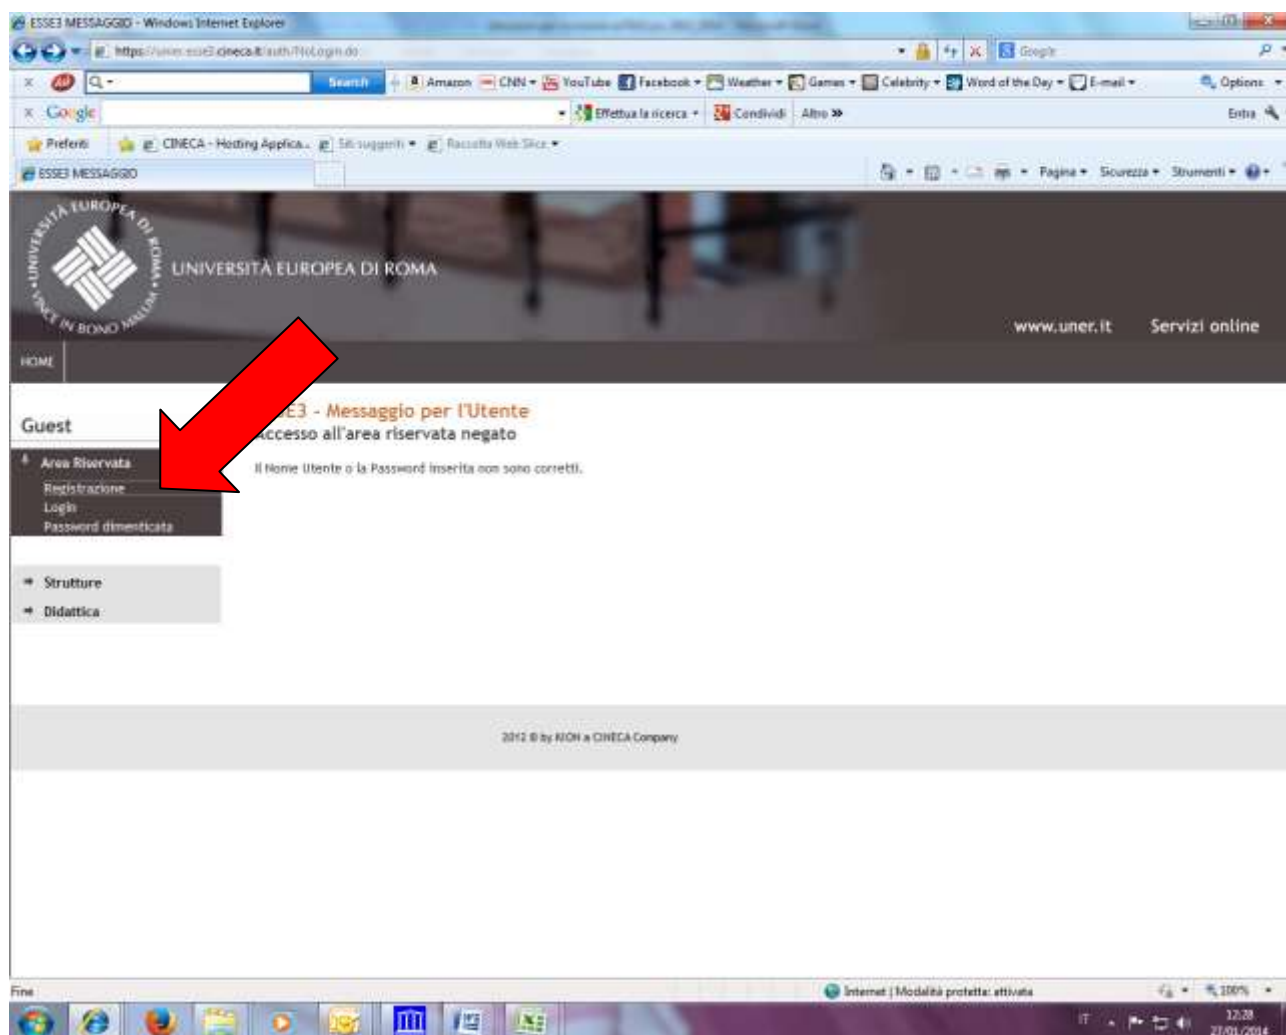 ESSE3 MESSAGGIO - Windows Internet Explorer
Google
Search Amazon CNN YouTube Facebook Weather Games Celebrity Word of the Day E-mail Options
Google Effettua la ricerca Condividi Altro » Entra
Preferiti CINECA - Hosting Applica... Siti suggeriti Raccolta Web Slice
ESSE3 MESSAGGIO Pagina Sicurezza Strumenti
UNIVERSITÀ EUROPEA DI ROMA
VINCE IN BONO MALUM
UNIVERSITÀ EUROPEA DI ROMA
www.uner.it Servizi online
HOME
Guest
E3 - Messaggio per l'Utente
Accesso all'area riservata negato
Area Riservata
Il Nome Utente o la Password inserita non sono corretti.
Registrazione
Login
Password dimenticata
Strutture
Didattica
2012 © by KION a CINECA Company
Fine Internet | Modalità protetta: attivata 100%
IT 12:28
27/01/2014